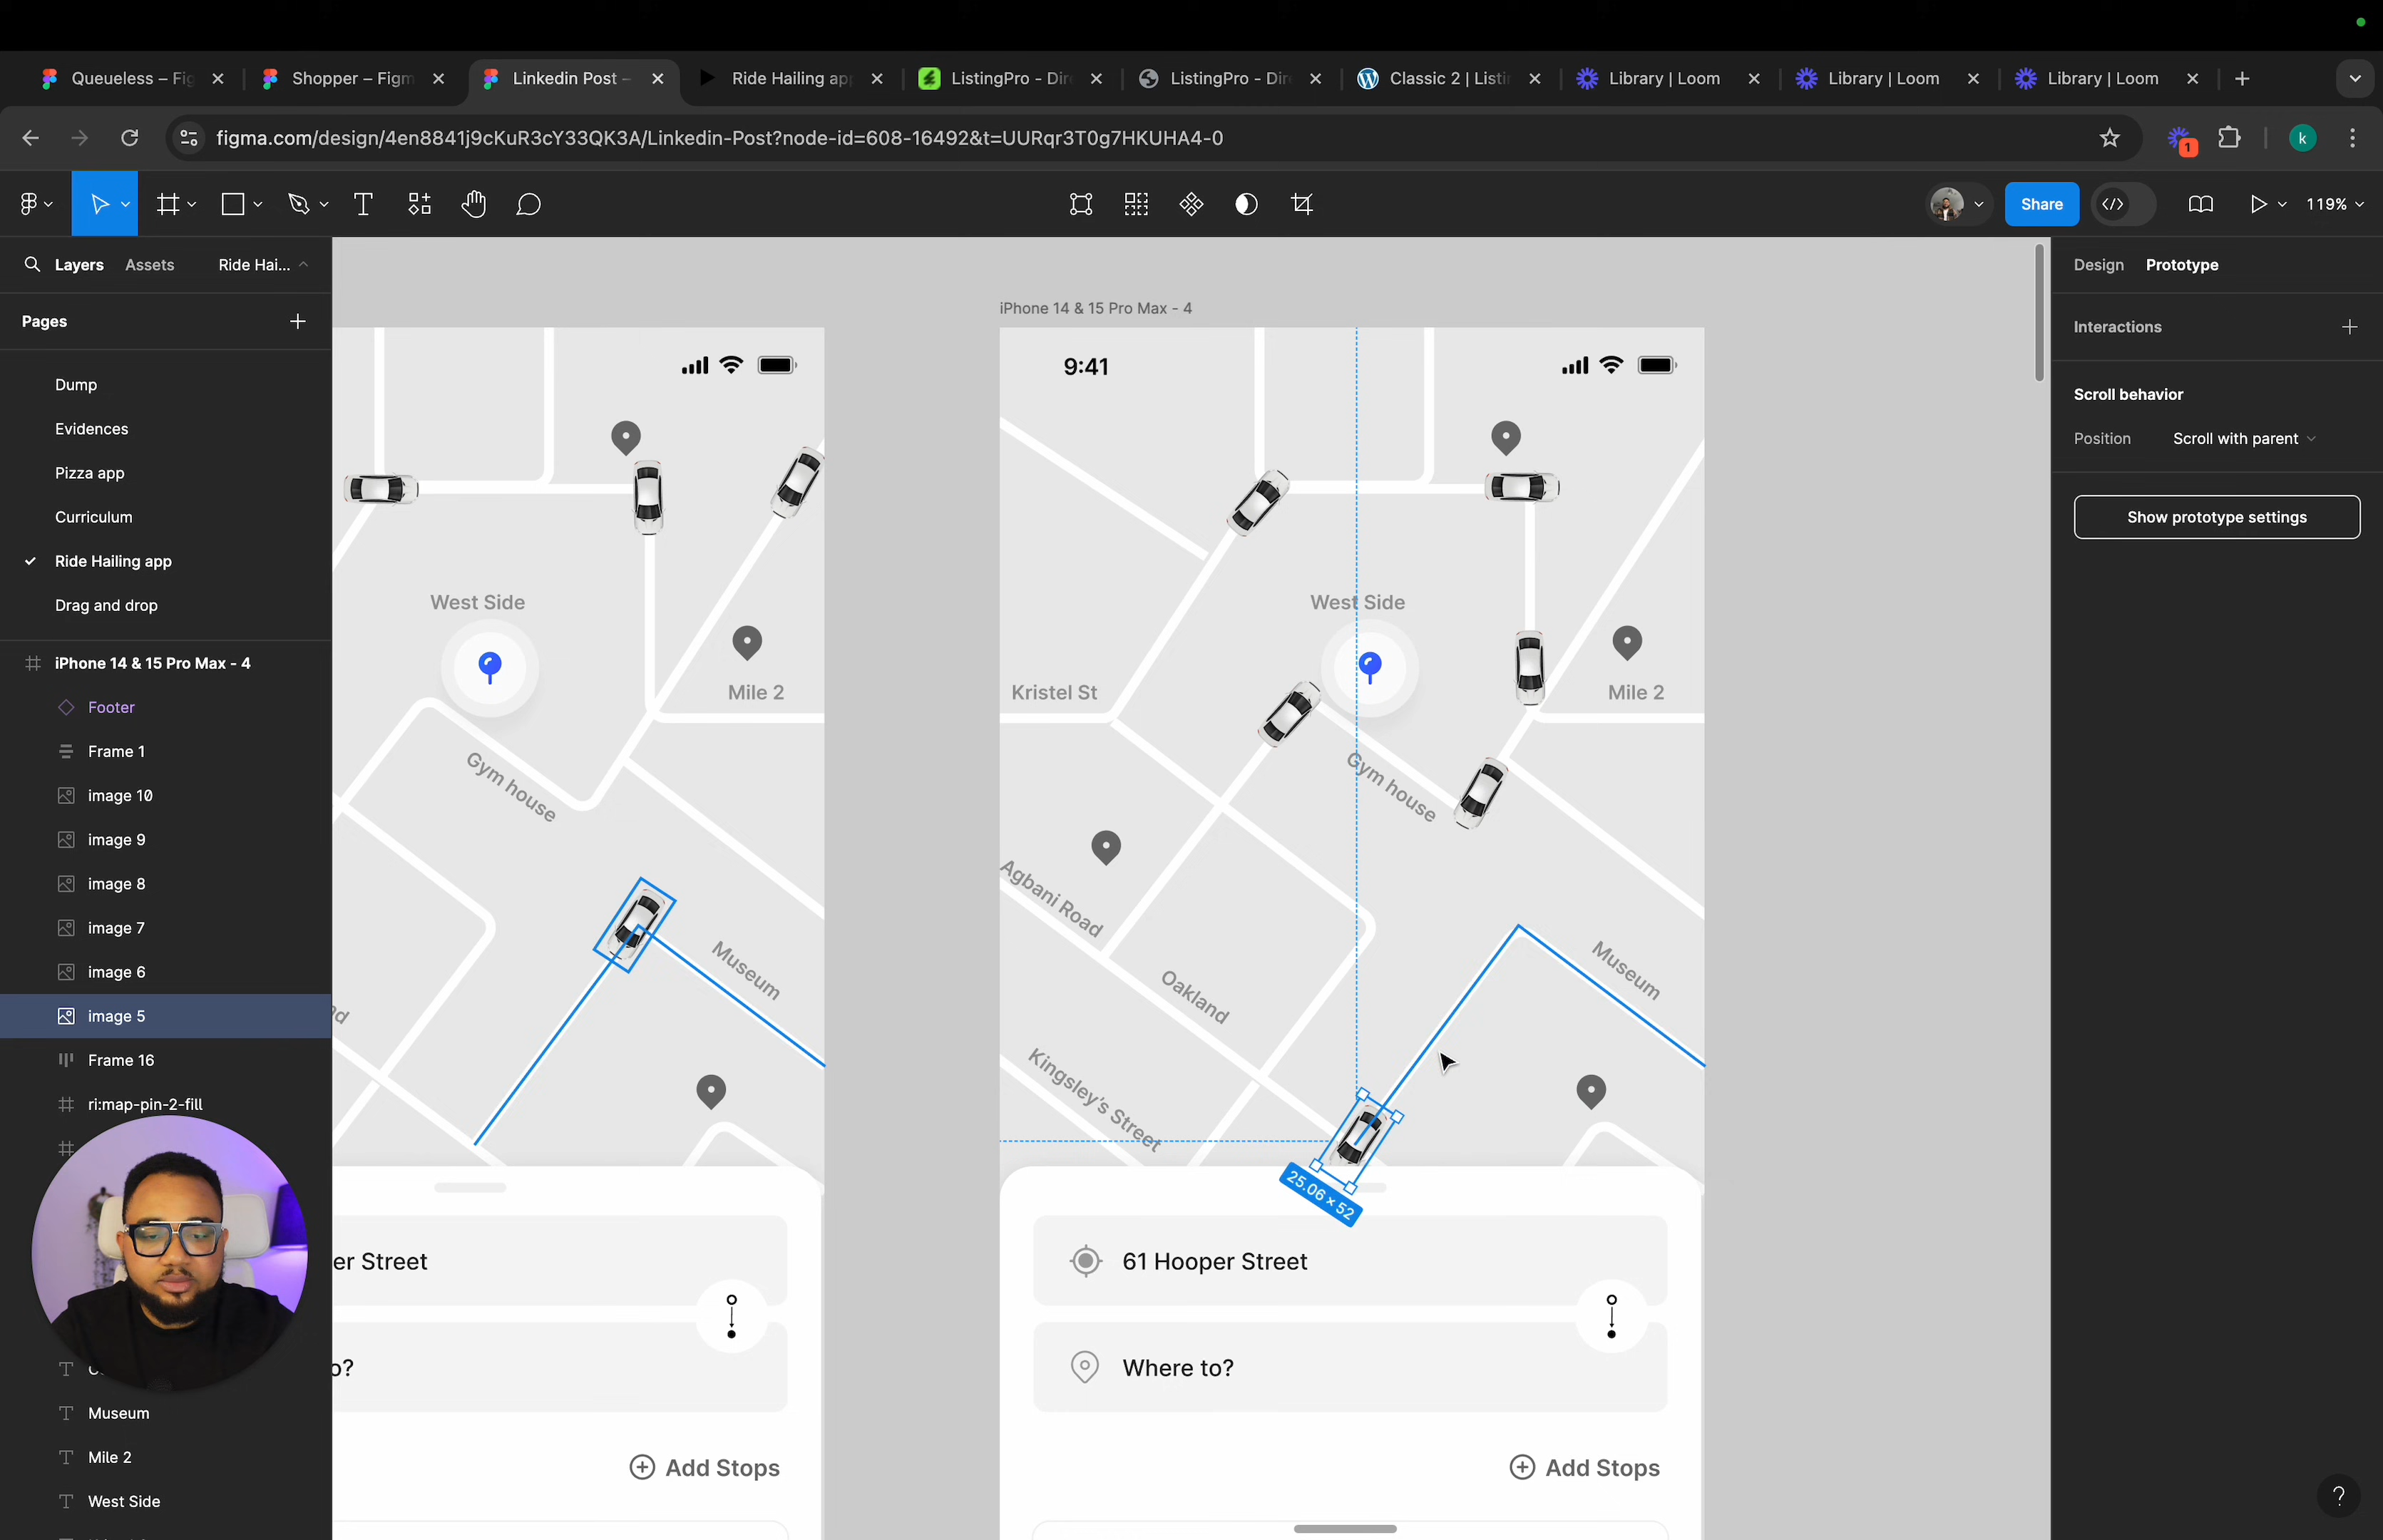 Queueless – Fig
Shopper – Figm
Linkedin Post –
Ride Hailing app
ListingPro - Dire
ListingPro - Dire
Classic 2 | Listin
Library | Loom
Library | Loom
Library | Loom
figma.com/design/4en8841j9cKuR3cY33QK3A/Linkedin-Post?node-id=608-16492&t=UURqr3T0g7HKUHA4-0
1
k
Share
119%
Layers
Assets
Ride Hai...
Pages
Dump
Evidences
Pizza app
Curriculum
Ride Hailing app
Drag and drop
iPhone 14 & 15 Pro Max - 4
Footer
Frame 1
image 10
image 9
image 8
image 7
image 6
image 5
Frame 16
ri:map-pin-2-fill
Museum
Mile 2
West Side
West Side
Mile 2
Gym house
Museum
er Street
o?
Add Stops
iPhone 14 & 15 Pro Max - 4
9:41
West Side
Kristel St
Mile 2
Gym house
Agbani Road
Oakland
Museum
Kingsley's Street
25.06 × 52
61 Hooper Street
Where to?
Add Stops
Design
Prototype
Interactions
Scroll behavior
Position
Scroll with parent
Show prototype settings
?